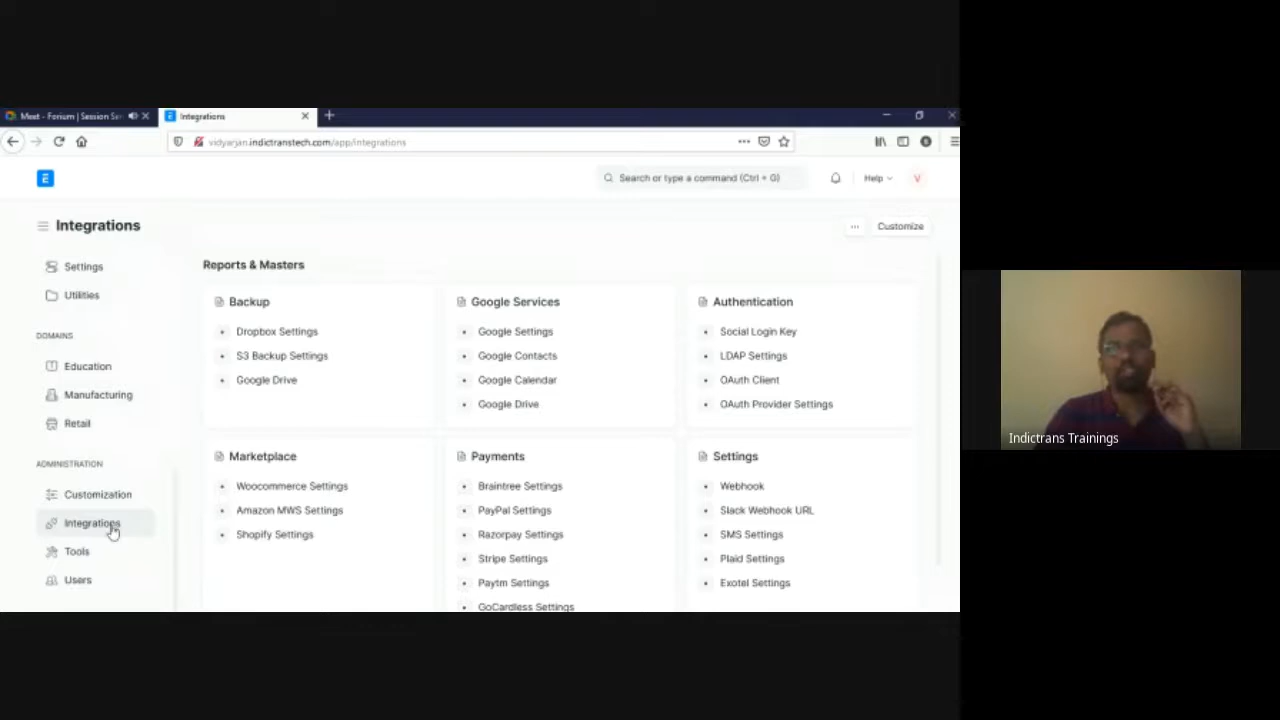 Meet - Forium | Session Ser
Integrations
vidyarjan.indictranstech.com/app/integrations
E
Search or type a command (Ctrl + G)
Help
V
Integrations
Customize
Settings
Utilities
DOMAINS
Education
Manufacturing
Retail
ADMINISTRATION
Customization
Integrations
Tools
Users
Reports & Masters
Backup
Dropbox Settings
S3 Backup Settings
Google Drive
Google Services
Google Settings
Google Contacts
Google Calendar
Google Drive
Authentication
Social Login Key
LDAP Settings
OAuth Client
OAuth Provider Settings
Marketplace
Woocommerce Settings
Amazon MWS Settings
Shopify Settings
Payments
Braintree Settings
PayPal Settings
Razorpay Settings
Stripe Settings
Paytm Settings
GoCardless Settings
Settings
Webhook
Slack Webhook URL
SMS Settings
Plaid Settings
Exotel Settings
Indictrans Trainings